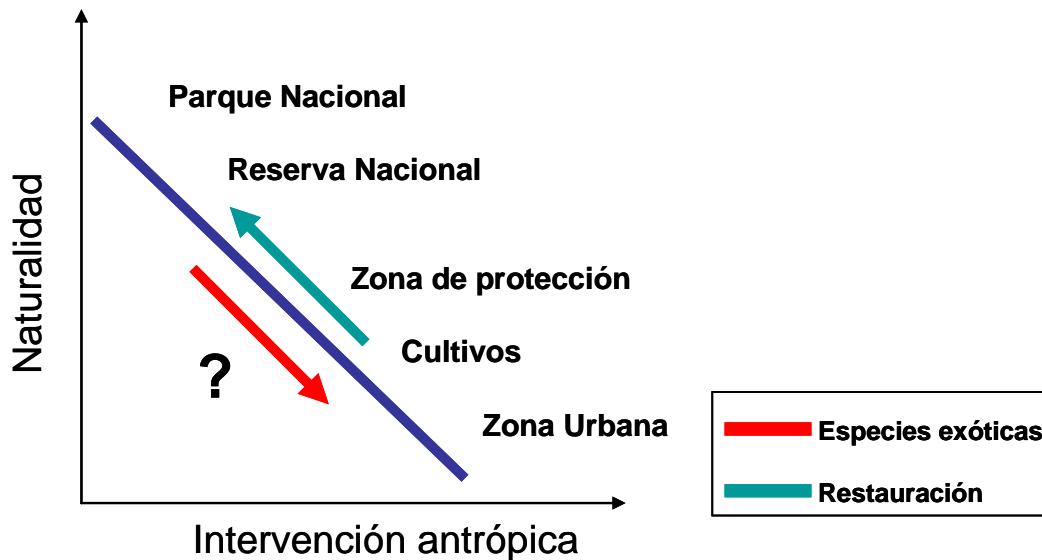 Parque Nacional
Reserva Nacional
Zona de protección
Cultivos
Zona Urbana
?
Naturalidad
Intervención antrópica
Especies exóticas
Restauración